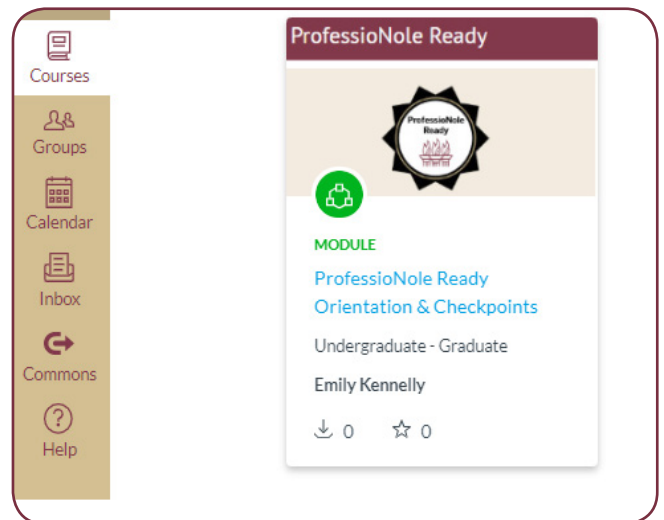 Courses
Groups
Calendar
Inbox
Commons
Help
ProfessioNole Ready
ProfessioNole
Ready
MODULE
ProfessioNole Ready
Orientation & Checkpoints
Undergraduate - Graduate
Emily Kennelly
0
0